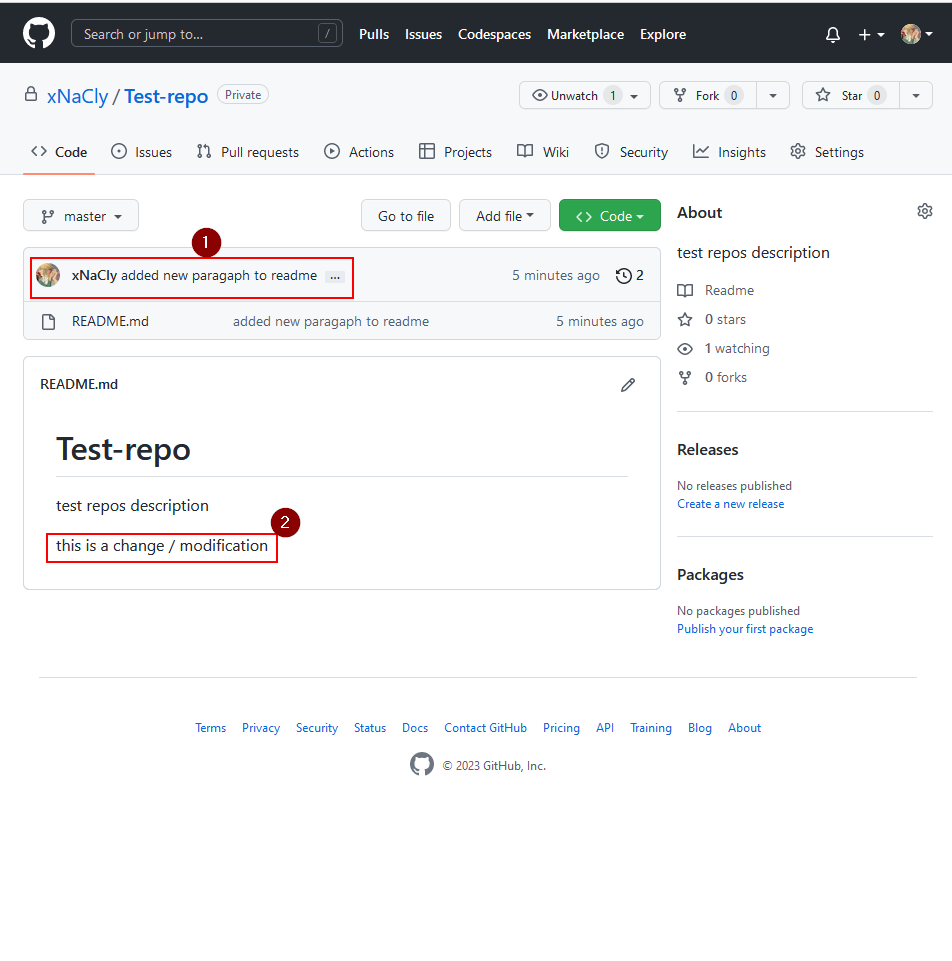 Search or jump to... / Pulls Issues Codespaces Marketplace Explore
xNaCly / Test-repo Private Unwatch 1 Fork 0 Star 0
Code Issues Pull requests Actions Projects Wiki Security Insights Settings
master Go to file Add file Code
About
test repos description
1
xNaCly added new paragaph to readme ... 5 minutes ago 2
README.md added new paragaph to readme 5 minutes ago
README.md
Test-repo
test repos description
2
this is a change / modification
Readme
0 stars
1 watching
0 forks
Releases
No releases published
Create a new release
Packages
No packages published
Publish your first package
Terms Privacy Security Status Docs Contact GitHub Pricing API Training Blog About
© 2023 GitHub, Inc.